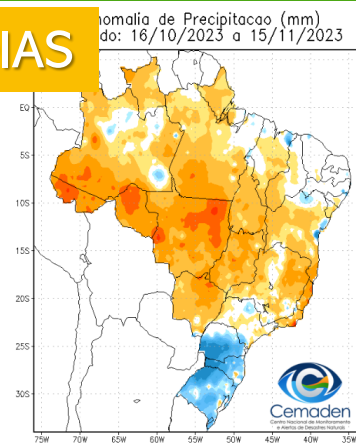 IAS
nomalia de Precipitacao (mm)
do: 16/10/2023 a 15/11/2023
EQ
5S
10S
15S
20S
25S
30S
75W 70W 65W 60W 55W 50W 45W 40W 35W
Cemaden
Centro Nacional de Monitoramento
e Alertas de Desastres Naturais